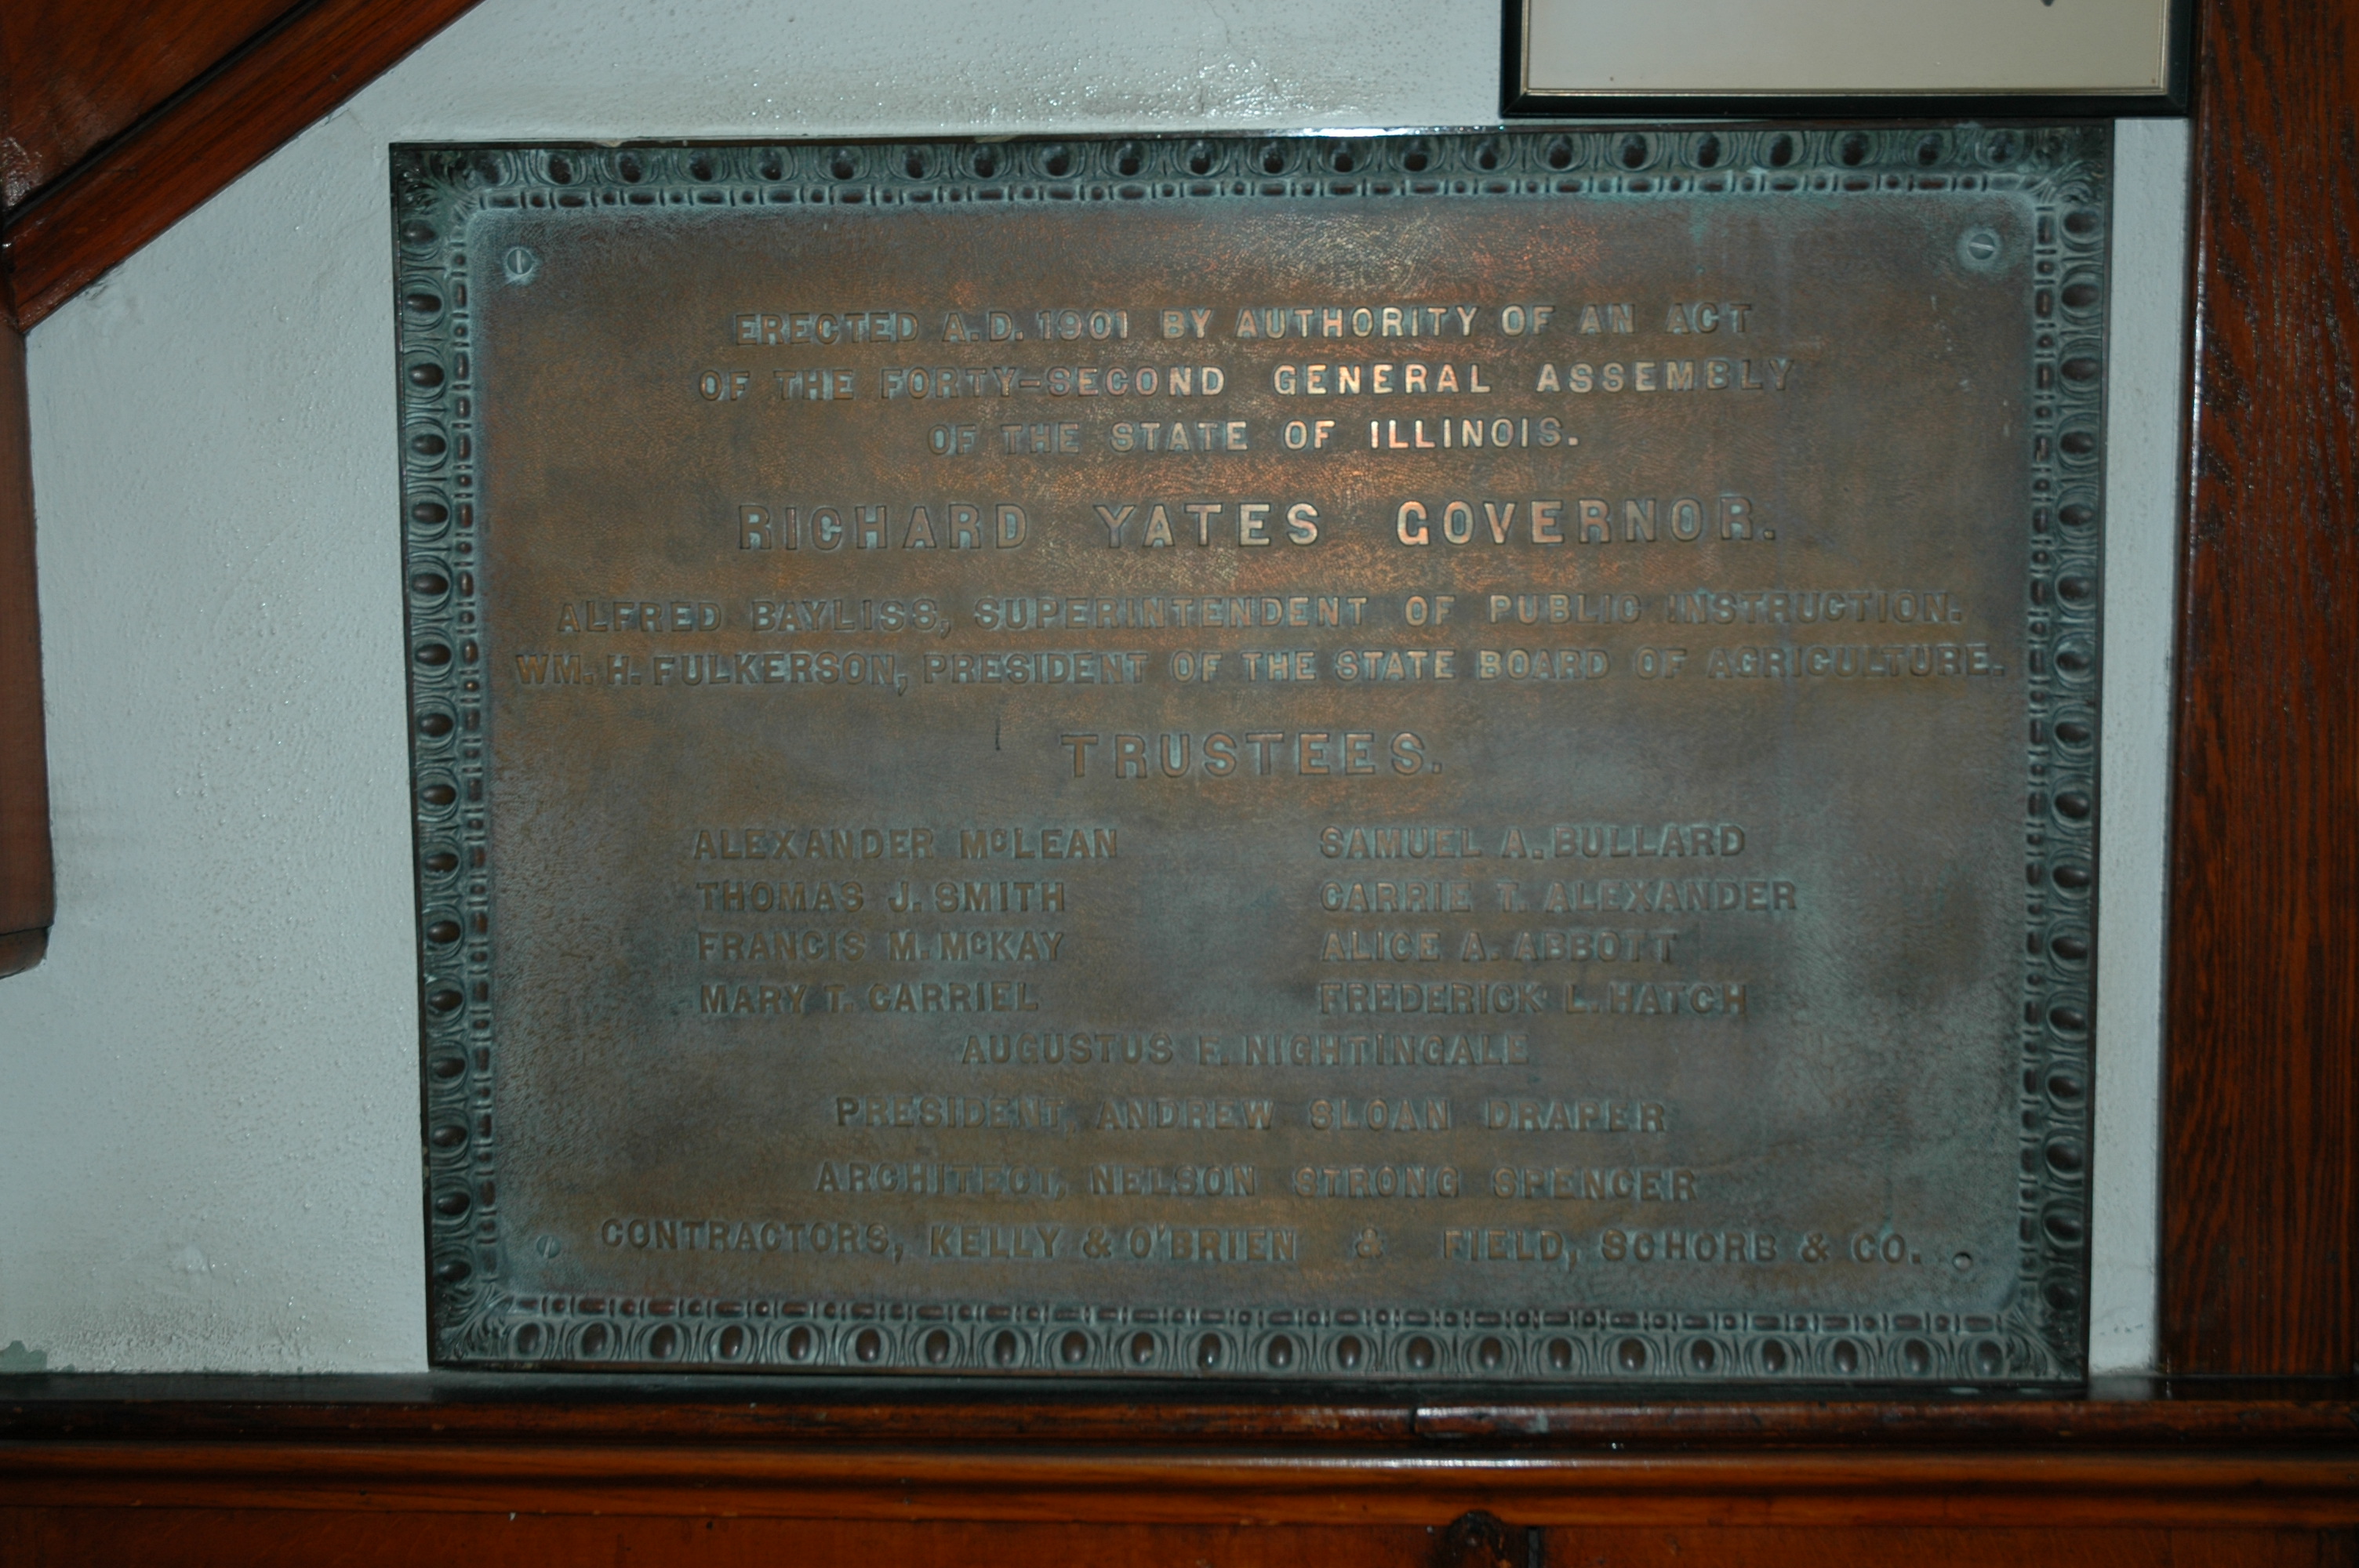 ERECTED A.D. 1901 BY AUTHORITY OF AN ACT
OF THE FORTY-SECOND GENERAL ASSEMBLY
OF THE STATE OF ILLINOIS.
RICHARD YATES GOVERNOR.
ALFRED BAYLISS, SUPERINTENDENT OF PUBLIC INSTRUCTION.
WM. H. FULKERSON, PRESIDENT OF THE STATE BOARD OF AGRICULTURE.
TRUSTEES.
ALEXANDER McLEAN
THOMAS J. SMITH
FRANCIS M. McKAY
MARY T. CARRIEL
SAMUEL A. BULLARD
CARRIE T. ALEXANDER
ALICE A. ABBOTT
FREDERICK L. HATCH
AUGUSTUS F. NIGHTINGALE
PRESIDENT, ANDREW SLOAN DRAPER
ARCHITECT, NELSON STRONG SPENCER
CONTRACTORS, KELLY & O'BRIEN & FIELD, SCHORB & CO.